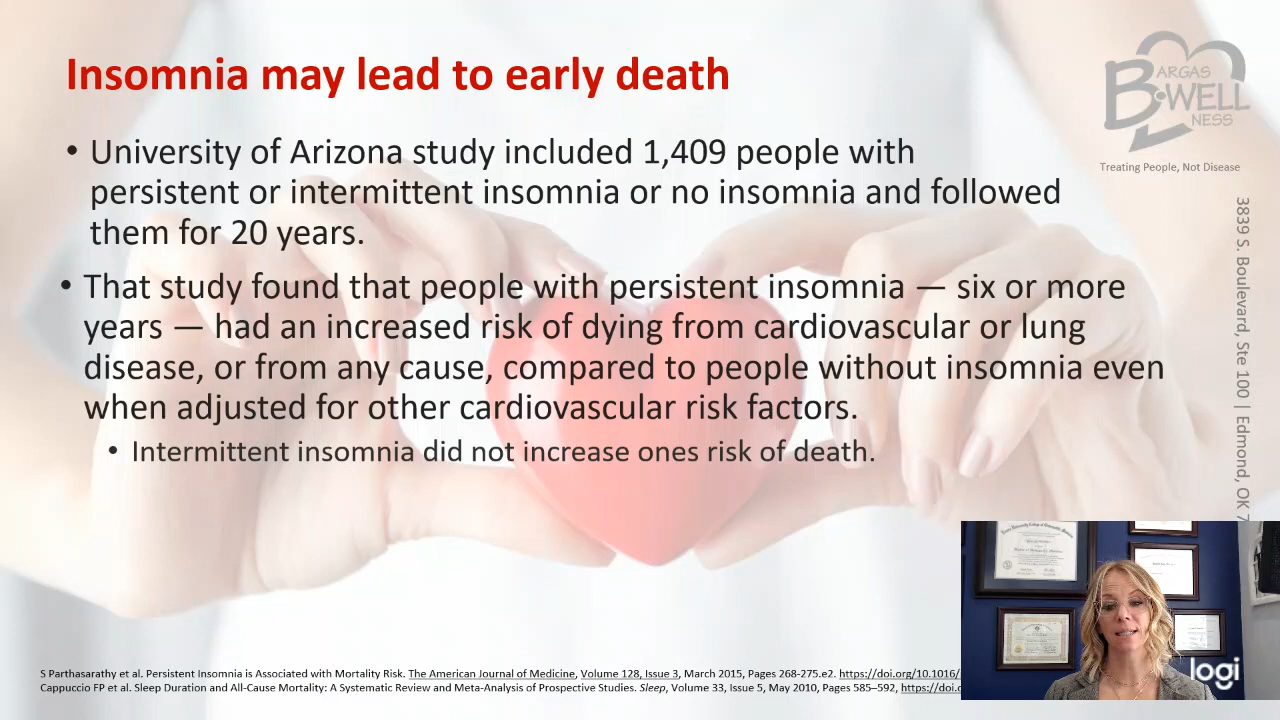 Insomnia may lead to early death
BARGAS
B-WELL
NESS
Treating People, Not Disease
• University of Arizona study included 1,409 people with
persistent or intermittent insomnia or no insomnia and followed
them for 20 years.
• That study found that people with persistent insomnia — six or more
years — had an increased risk of dying from cardiovascular or lung
disease, or from any cause, compared to people without insomnia even
when adjusted for other cardiovascular risk factors.
• Intermittent insomnia did not increase ones risk of death.
3839 S. Boulevard, Ste 100 | Edmond, OK 7
S Parthasarathy et al. Persistent Insomnia is Associated with Mortality Risk. The American Journal of Medicine, Volume 128, Issue 3, March 2015, Pages 268-275.e2. https://doi.org/10.1016/
Cappuccio FP et al. Sleep Duration and All-Cause Mortality: A Systematic Review and Meta-Analysis of Prospective Studies. Sleep, Volume 33, Issue 5, May 2010, Pages 585–592, https://doi.o
logi